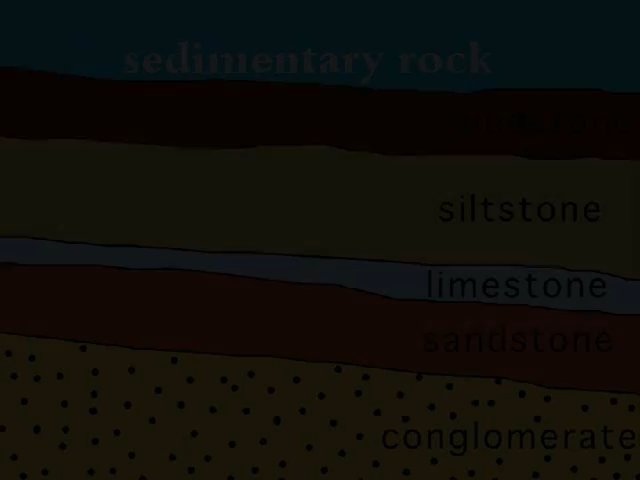 sedimentary rock
siltstone
limestone
sandstone
conglomerate